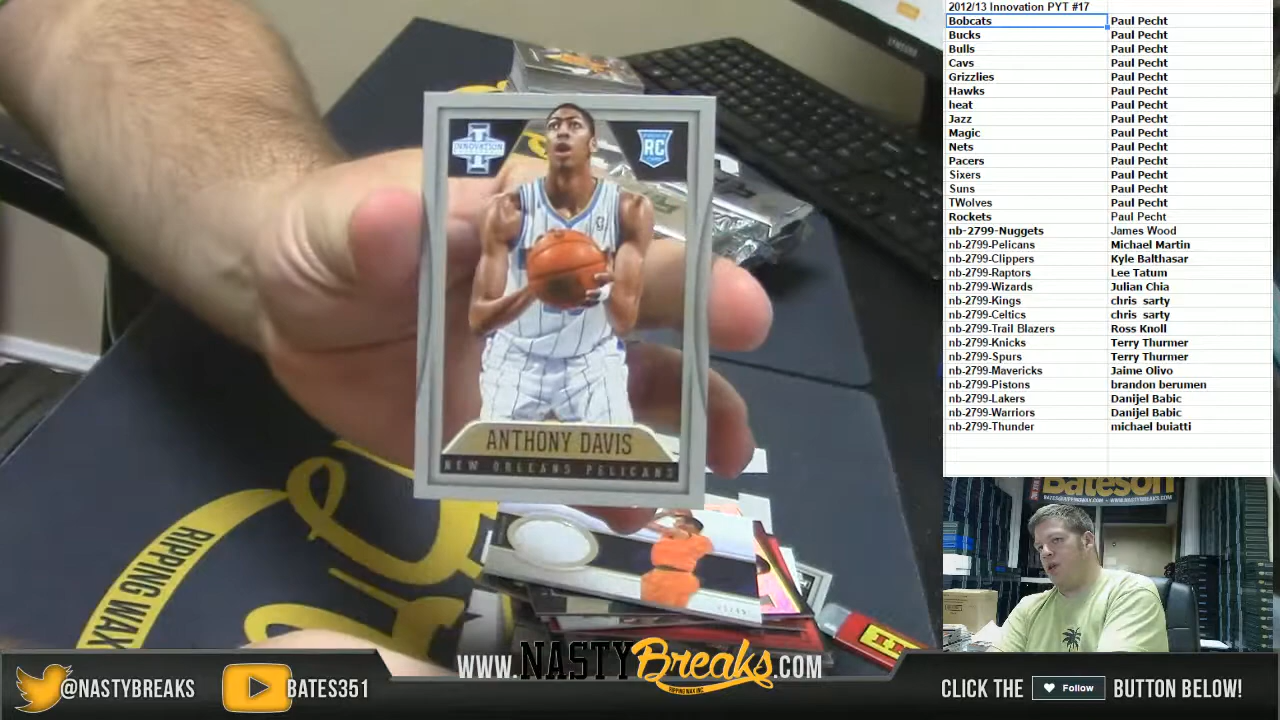 2012/13 Innovation PYT #17
Bobcats Paul Pecht
Bucks Paul Pecht
Bulls Paul Pecht
Cavs Paul Pecht
Grizzlies Paul Pecht
Hawks Paul Pecht
heat Paul Pecht
Jazz Paul Pecht
Magic Paul Pecht
Nets Paul Pecht
Pacers Paul Pecht
Sixers Paul Pecht
Suns Paul Pecht
TWolves Paul Pecht
Rockets Paul Pecht
nb-2799-Nuggets James Wood
nb-2799-Pelicans Michael Martin
nb-2799-Clippers Kyle Balthasar
nb-2799-Raptors Lee Tatum
nb-2799-Wizards Julian Chia
nb-2799-Kings chris sarty
nb-2799-Celtics chris sarty
nb-2799-Trail Blazers Ross Knoll
nb-2799-Knicks Terry Thurmer
nb-2799-Spurs Terry Thurmer
nb-2799-Mavericks Jaime Olivo
nb-2799-Pistons brandon berumen
nb-2799-Lakers Danijel Babic
nb-2799-Warriors Danijel Babic
nb-2799-Thunder michael buiatti
INNOVATION
RC
ANTHONY DAVIS
NEW ORLEANS PELICANS
RIPPING WAX
Bateson
WWW.NASTYBreaks.COM
RIPPING WAX INC
@NASTYBREAKS
BATES351
CLICK THE Follow BUTTON BELOW!